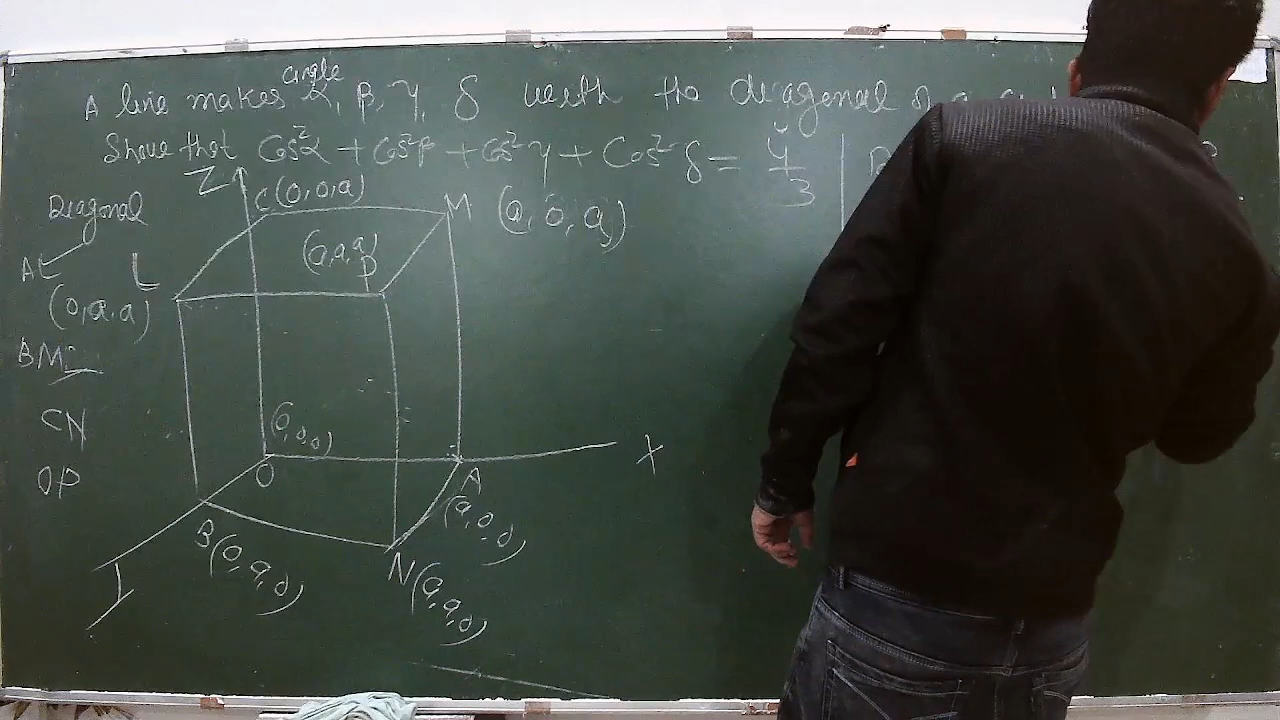 A line makes angle α, β, γ, δ with the diagonal of a
Show that Cos²α + Cos²β + Cos²γ + Cos²δ = 4/3
Z
C(0,0,a)
M (a, 0, a)
Diagonal
(a,a,a)
P
AL
L
(0,a,a)
BM
CN
OP
(0,0,0)
O
X
A
(a,0,0)
B(0,a,0)
N(a,a,0)
Y